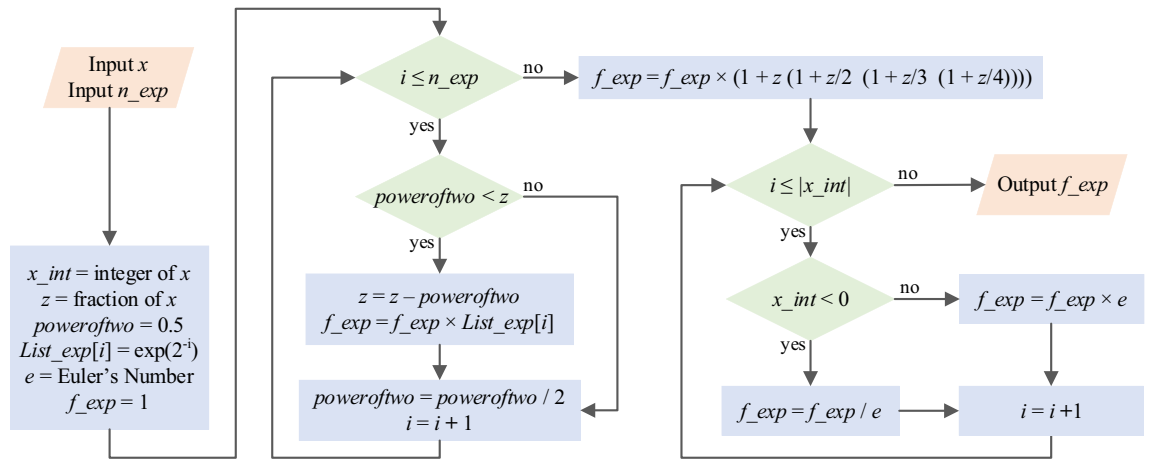 Input x
Input n_exp
x_int = integer of x
z = fraction of x
poweroftwo = 0.5
List_exp[i] = exp(2⁻ⁱ)
e = Euler's Number
f_exp = 1
i ≤ n_exp
no
yes
poweroftwo < z
no
yes
z = z – poweroftwo
f_exp = f_exp × List_exp[i]
poweroftwo = poweroftwo / 2
i = i + 1
f_exp = f_exp × (1 + z (1 + z/2 (1 + z/3 (1 + z/4))))
i ≤ |x_int|
no
Output f_exp
yes
x_int < 0
no
f_exp = f_exp × e
yes
f_exp = f_exp / e
i = i +1